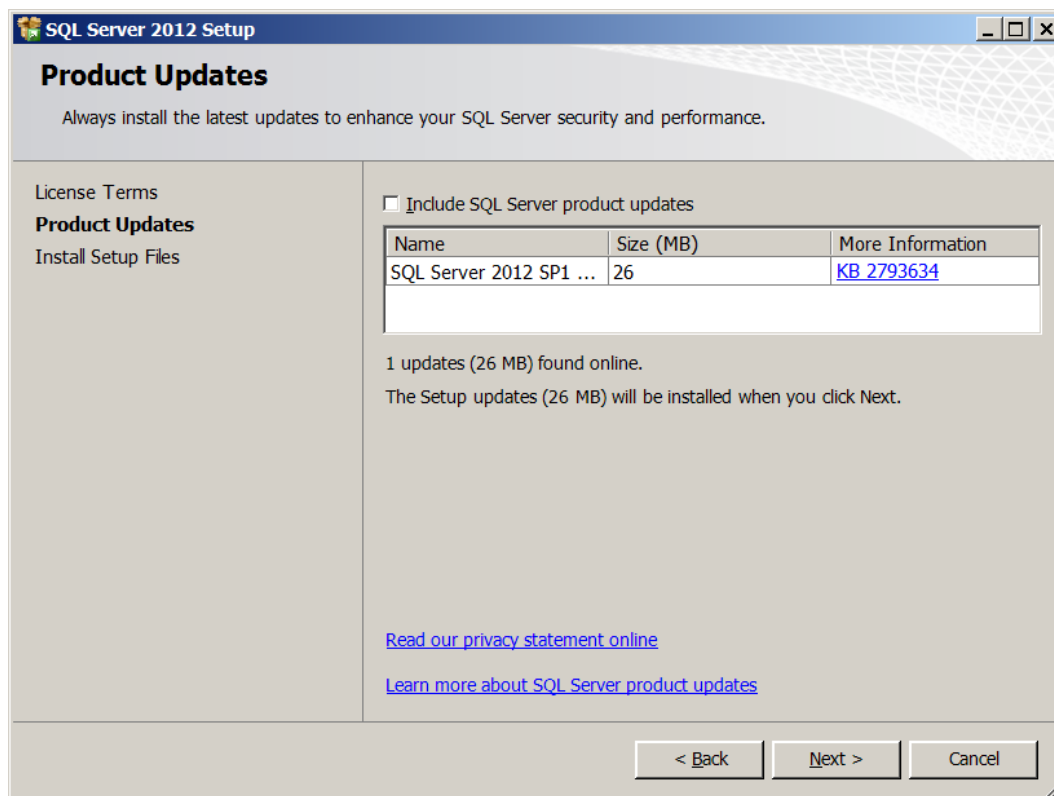 SQL Server 2012 Setup
Product Updates
Always install the latest updates to enhance your SQL Server security and performance.
License Terms
Product Updates
Install Setup Files
Include SQL Server product updates
Name Size (MB) More Information
SQL Server 2012 SP1 ... 26 KB 2793634
1 updates (26 MB) found online.
The Setup updates (26 MB) will be installed when you click Next.
Read our privacy statement online
Learn more about SQL Server product updates
< Back Next > Cancel